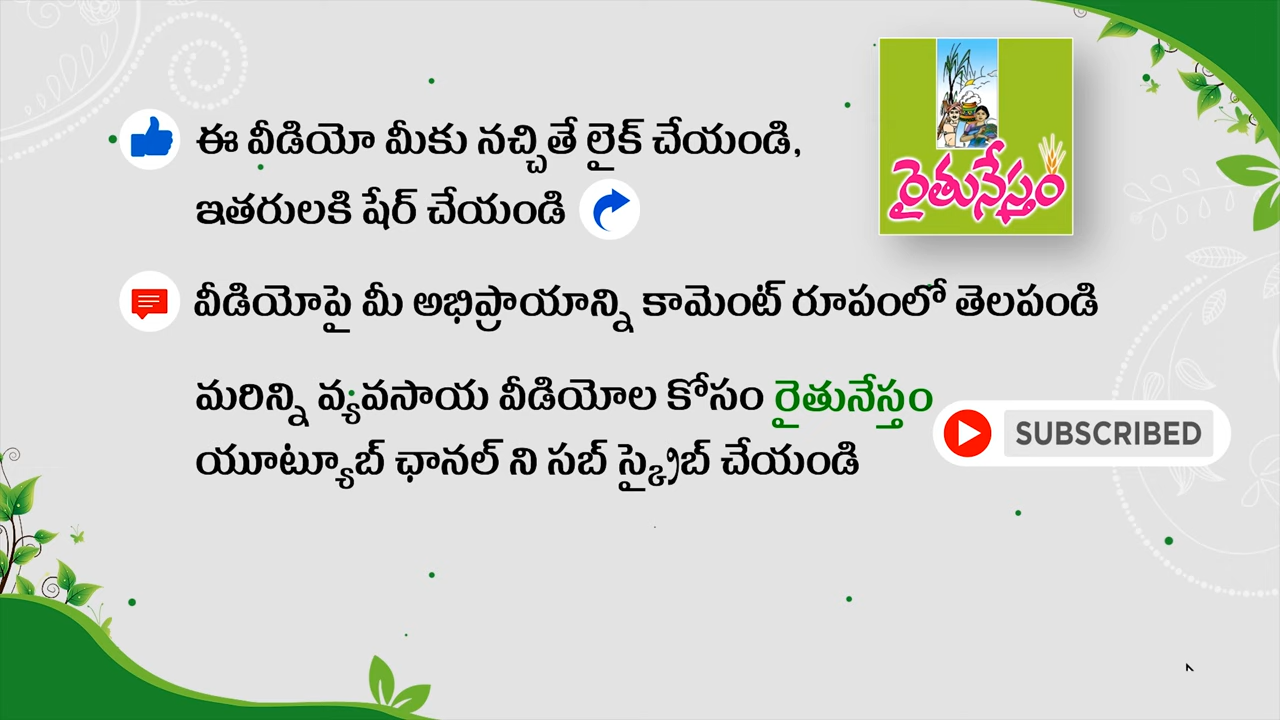 ఈ వీడియో మీకు నచ్చితే లైక్ చేయండి,
ఇతరులకి షేర్ చేయండి
రైతునేస్తం
వీడియోపై మీ అభిప్రాయాన్ని కామెంట్ రూపంలో తెలపండి
మరిన్ని వ్యవసాయ వీడియోల కోసం రైతునేస్తం
యూట్యూబ్ ఛానల్ ని సబ్ స్క్రైబ్ చేయండి
SUBSCRIBED